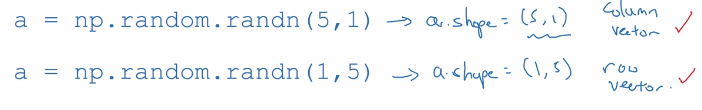 a = np.random.randn(5,1) → a.shape = (5,1) column vector ✓
a = np.random.randn(1,5) → a.shape = (1,5) row vector. ✓